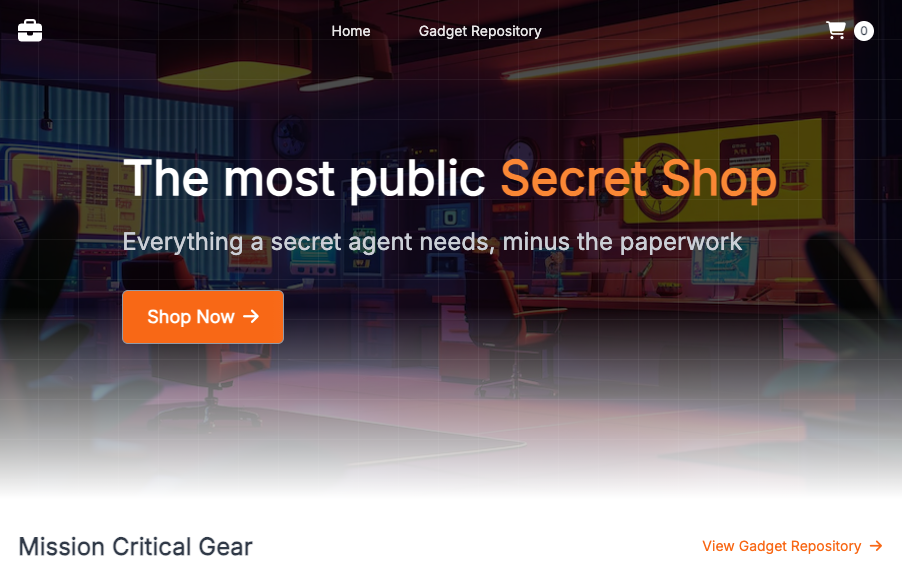 Home
Gadget Repository
0
The most public Secret Shop
Everything a secret agent needs, minus the paperwork
Shop Now
Mission Critical Gear
View Gadget Repository